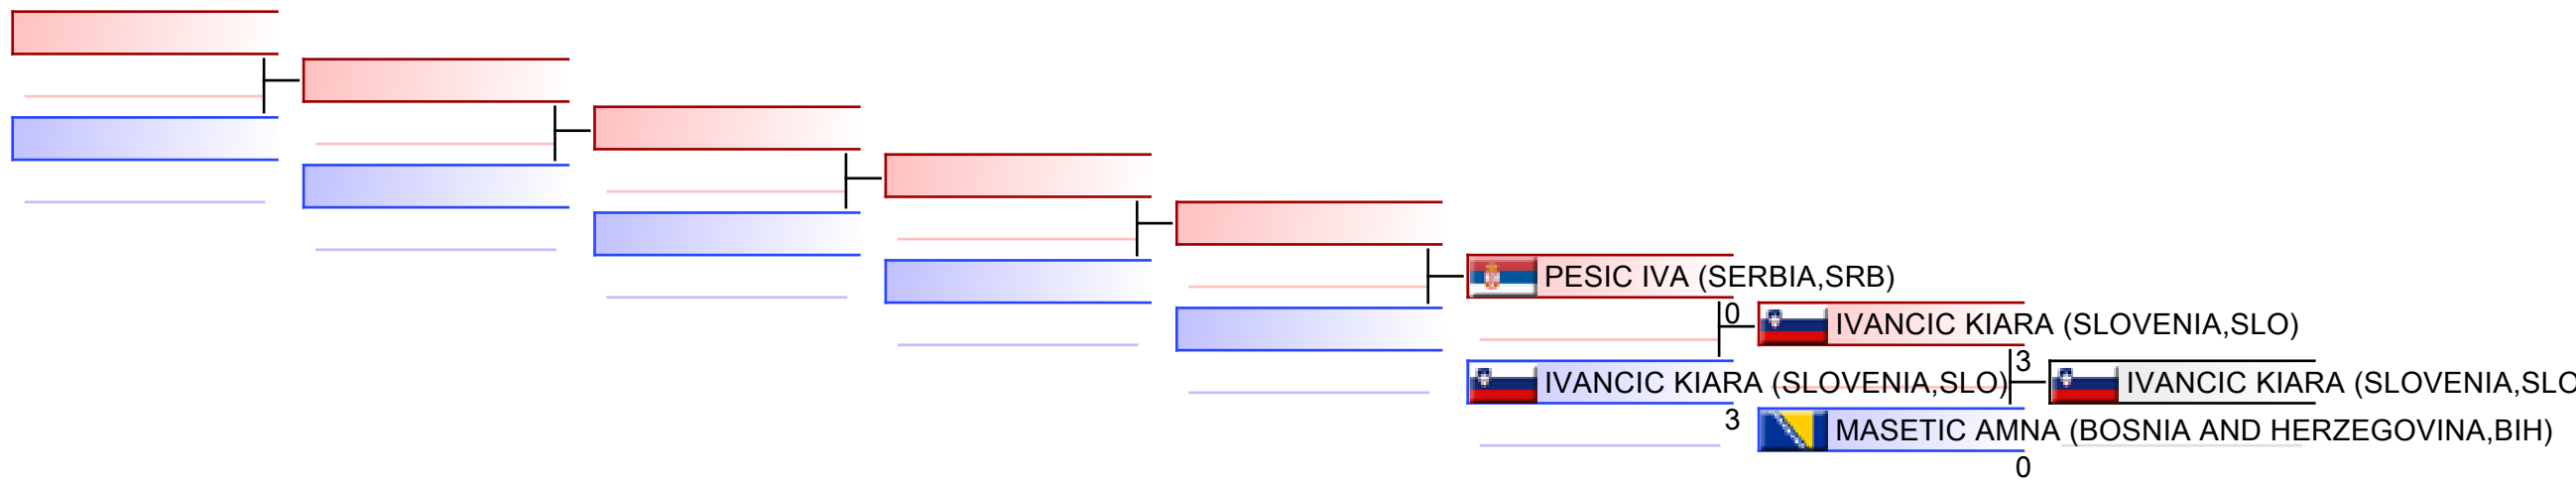 PESIC IVA (SERBIA,SRB)
0
IVANCIC KIARA (SLOVENIA,SLO)
3
IVANCIC KIARA (SLOVENIA,SLO)
IVANCIC KIARA (SLOVENIA,SLO
3
MASETIC AMNA (BOSNIA AND HERZEGOVINA,BIH)
0